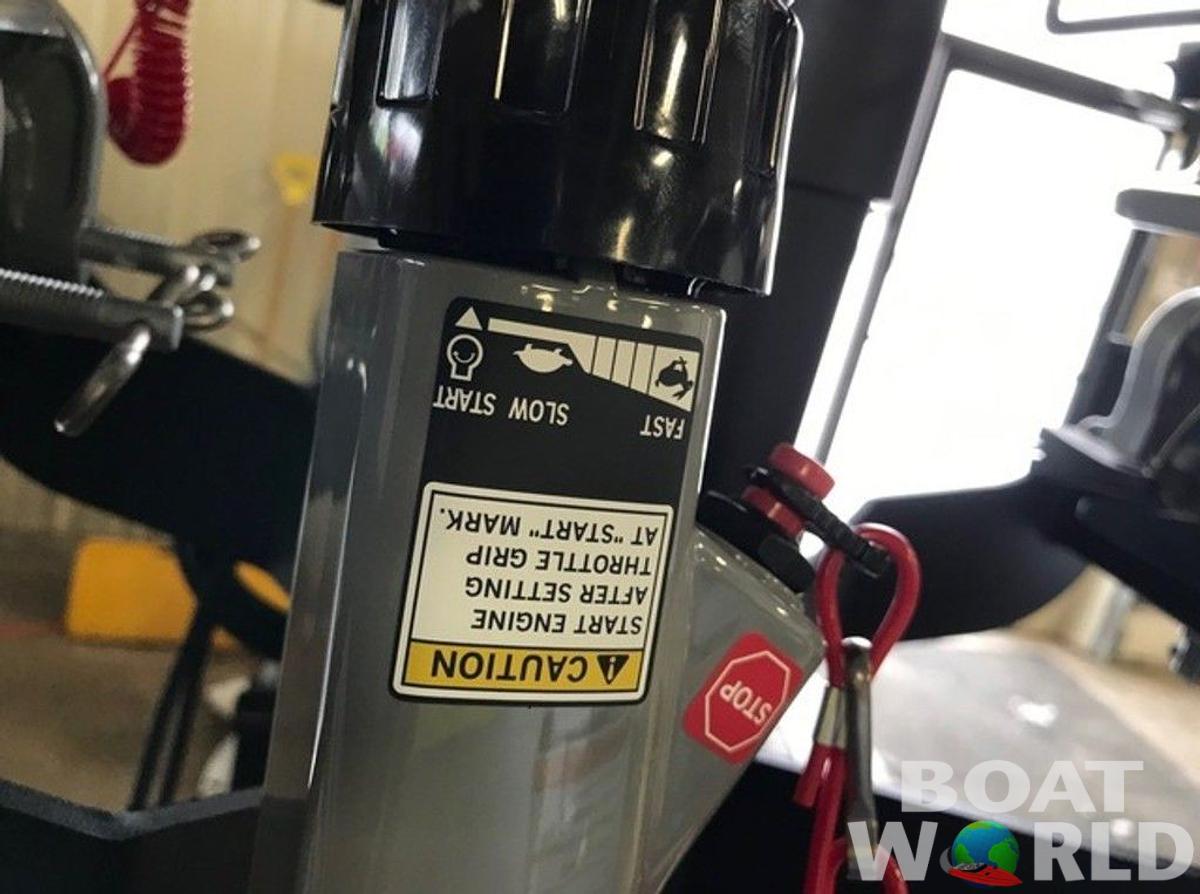 CAUTION
START ENGINE
AFTER SETTING
THROTTLE GRIP
AT "START" MARK.
FAST SLOW START
STOP
BOAT
WORLD